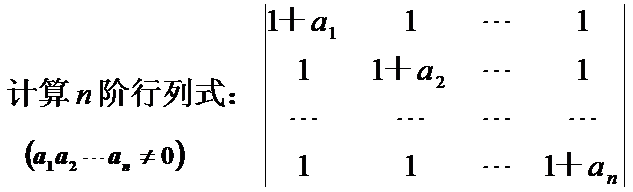 计算n阶行列式：
(a₁a₂⋯aₙ≠0)
|1+a₁ 1 ⋯ 1|
|1 1+a₂ ⋯ 1|
|⋯ ⋯ ⋯ ⋯|
|1 1 ⋯ 1+aₙ|